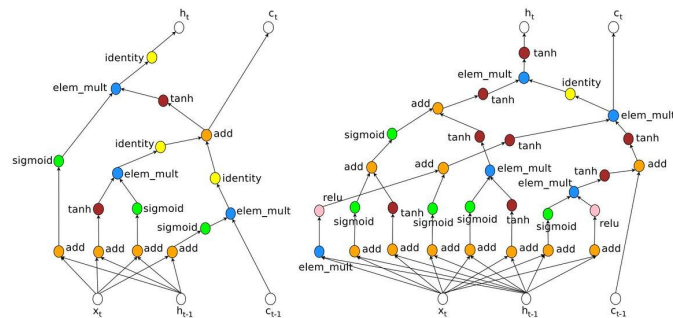 h_t c_t h_t c_t
identity tanh
elem_mult elem_mult identity
tanh add tanh elem_mult
identity add sigmoid tanh tanh tanh
sigmoid elem_mult identity add add elem_mult tanh add
tanh sigmoid sigmoid elem_mult relu sigmoid tanh sigmoid sigmoid tanh elem_mult sigmoid relu
add add add add elem_mult add add add add add add add
x_t h_t-1 c_t-1 x_t h_t-1 c_t-1